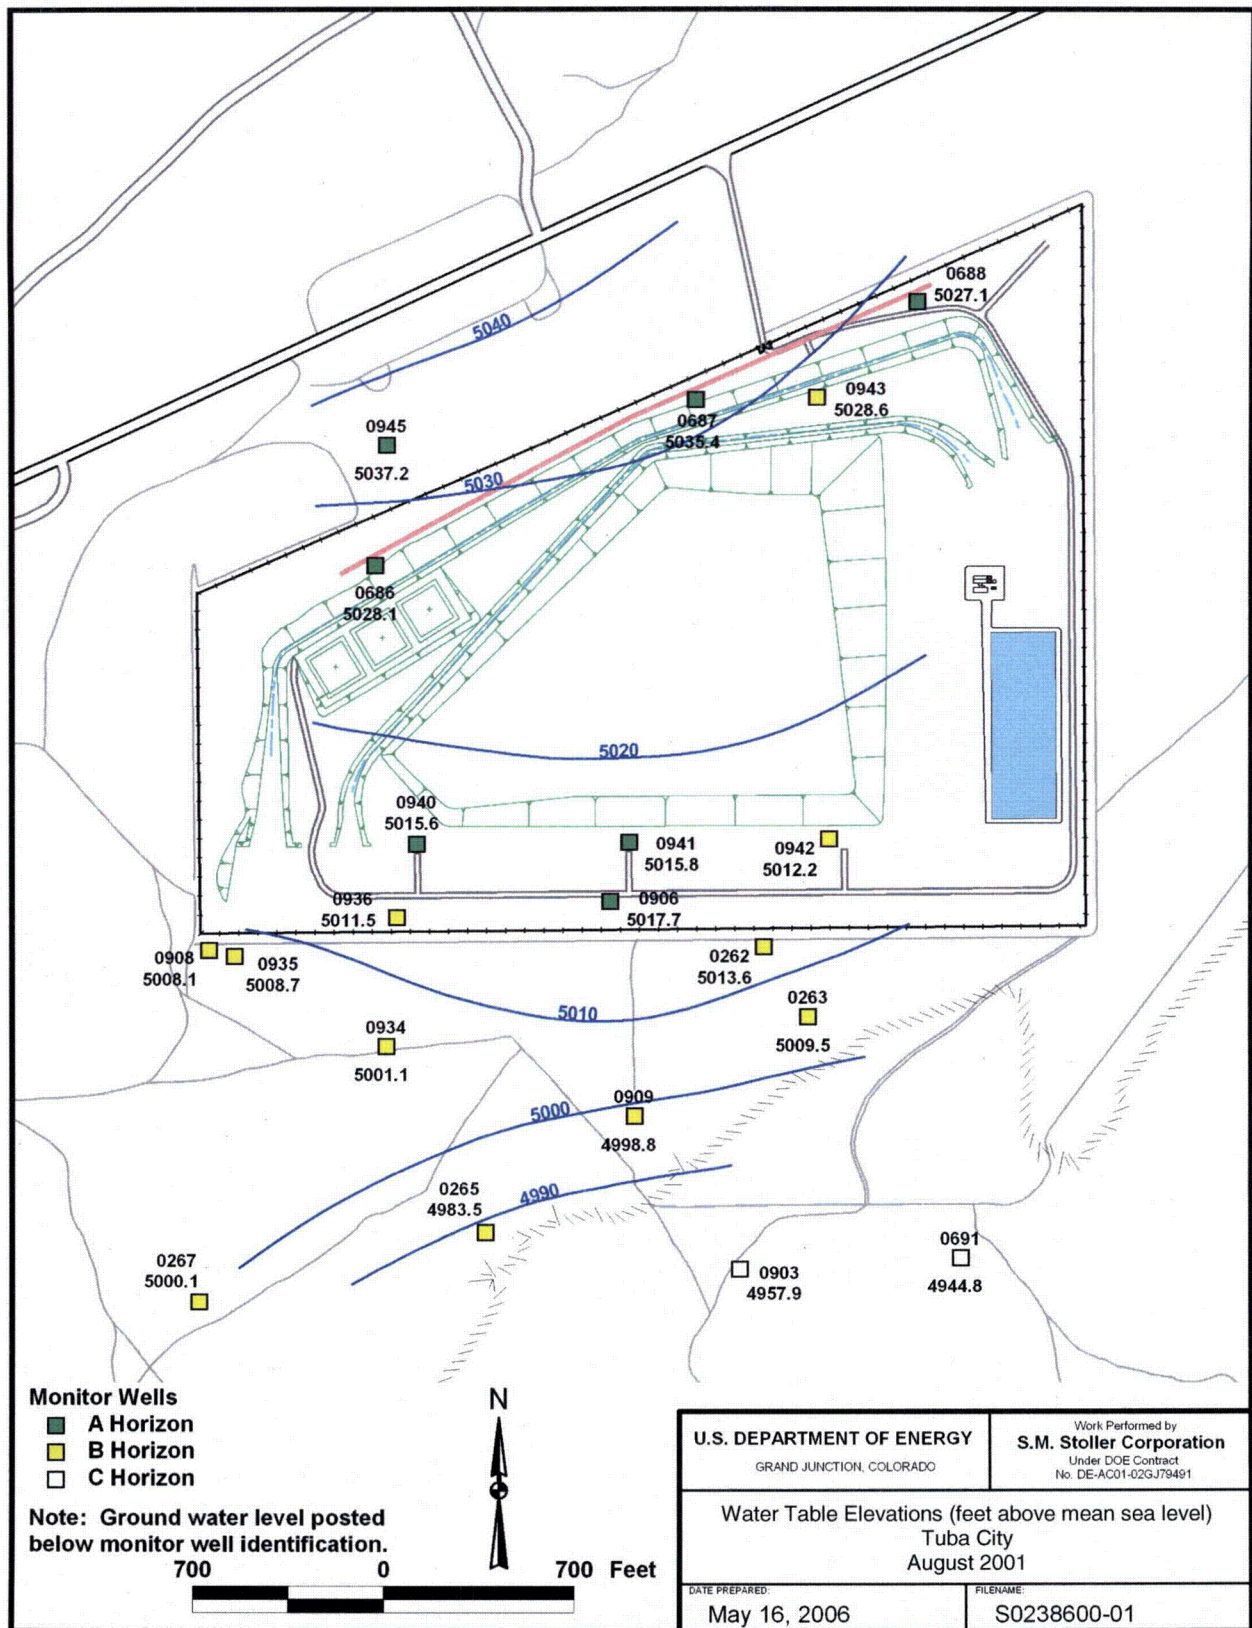 5040
0688
5027.1
0943
5028.6
0687
5035.4
0945
5037.2
5030
0686
5028.1
5020
0940
5015.6
0941
5015.8
0942
5012.2
0936
5011.5
0906
5017.7
0908
5008.1
0935
5008.7
0262
5013.6
0263
5009.5
5010
0934
5001.1
0909
4998.8
5000
4990
0265
4983.5
0267
5000.1
0903
4957.9
0691
4944.8
Monitor Wells
A Horizon
B Horizon
C Horizon
Note: Ground water level posted
below monitor well identification.
N
700 0 700 Feet
U.S. DEPARTMENT OF ENERGY
GRAND JUNCTION, COLORADO
Work Performed by
S.M. Stoller Corporation
Under DOE Contract
No. DE-AC01-02GJ79491
Water Table Elevations (feet above mean sea level)
Tuba City
August 2001
DATE PREPARED:
May 16, 2006
FILENAME:
S0238600-01